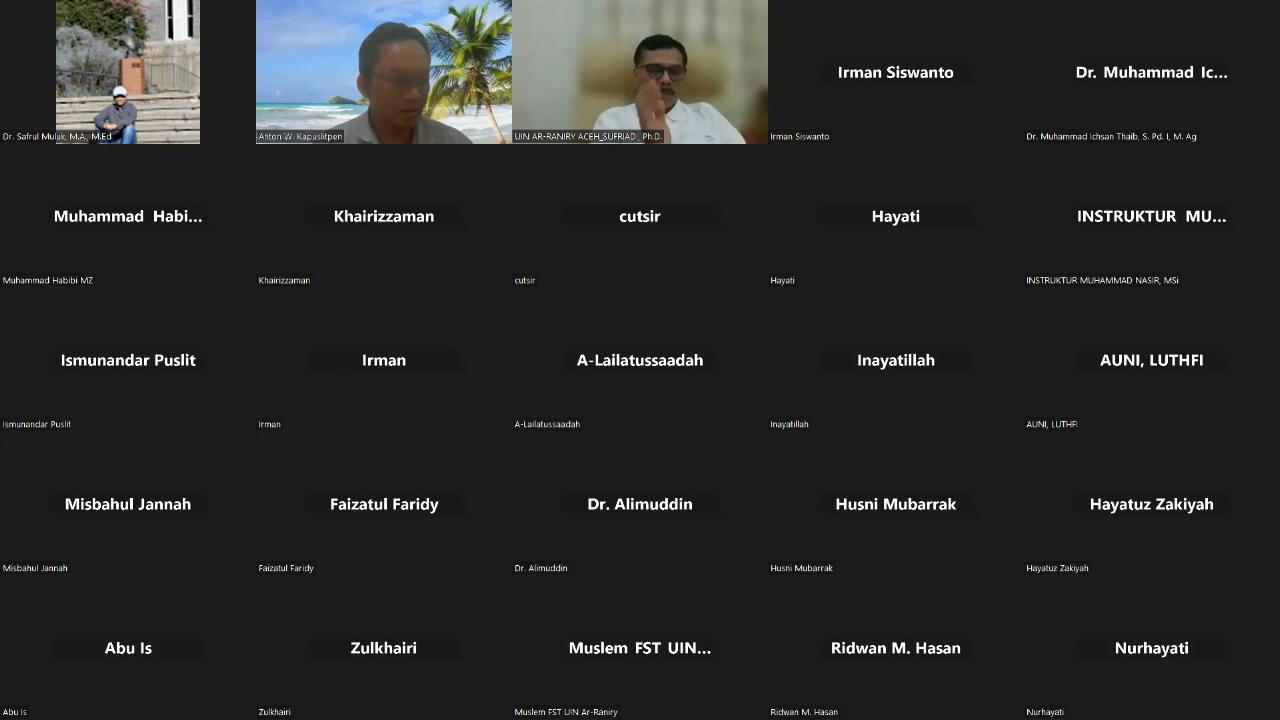 Irman Siswanto
Dr. Muhammad Ic...
Dr. Safrul Muluk, M.A., M.Ed
Anton W. Kapuslitpen
UIN AR-RANIRY ACEH_SUFRIADI, Ph.D.
Irman Siswanto
Dr. Muhammad Ichsan Thaib, S. Pd. I, M. Ag
Muhammad Habi...
Khairizzaman
cutsir
Hayati
INSTRUKTUR MU...
Muhammad Habibi MZ
Khairizzaman
cutsir
Hayati
INSTRUKTUR MUHAMMAD NASIR, MSi
Ismunandar Puslit
Irman
A-Lailatussaadah
Inayatillah
AUNI, LUTHFI
Ismunandar Puslit
Irman
A-Lailatussaadah
Inayatillah
AUNI, LUTHFI
Misbahul Jannah
Faizatul Faridy
Dr. Alimuddin
Husni Mubarrak
Hayatuz Zakiyah
Misbahul Jannah
Faizatul Faridy
Dr. Alimuddin
Husni Mubarrak
Hayatuz Zakiyah
Abu Is
Zulkhairi
Muslem FST UIN...
Ridwan M. Hasan
Nurhayati
Abu Is
Zulkhairi
Muslem FST UIN Ar-Raniry
Ridwan M. Hasan
Nurhayati